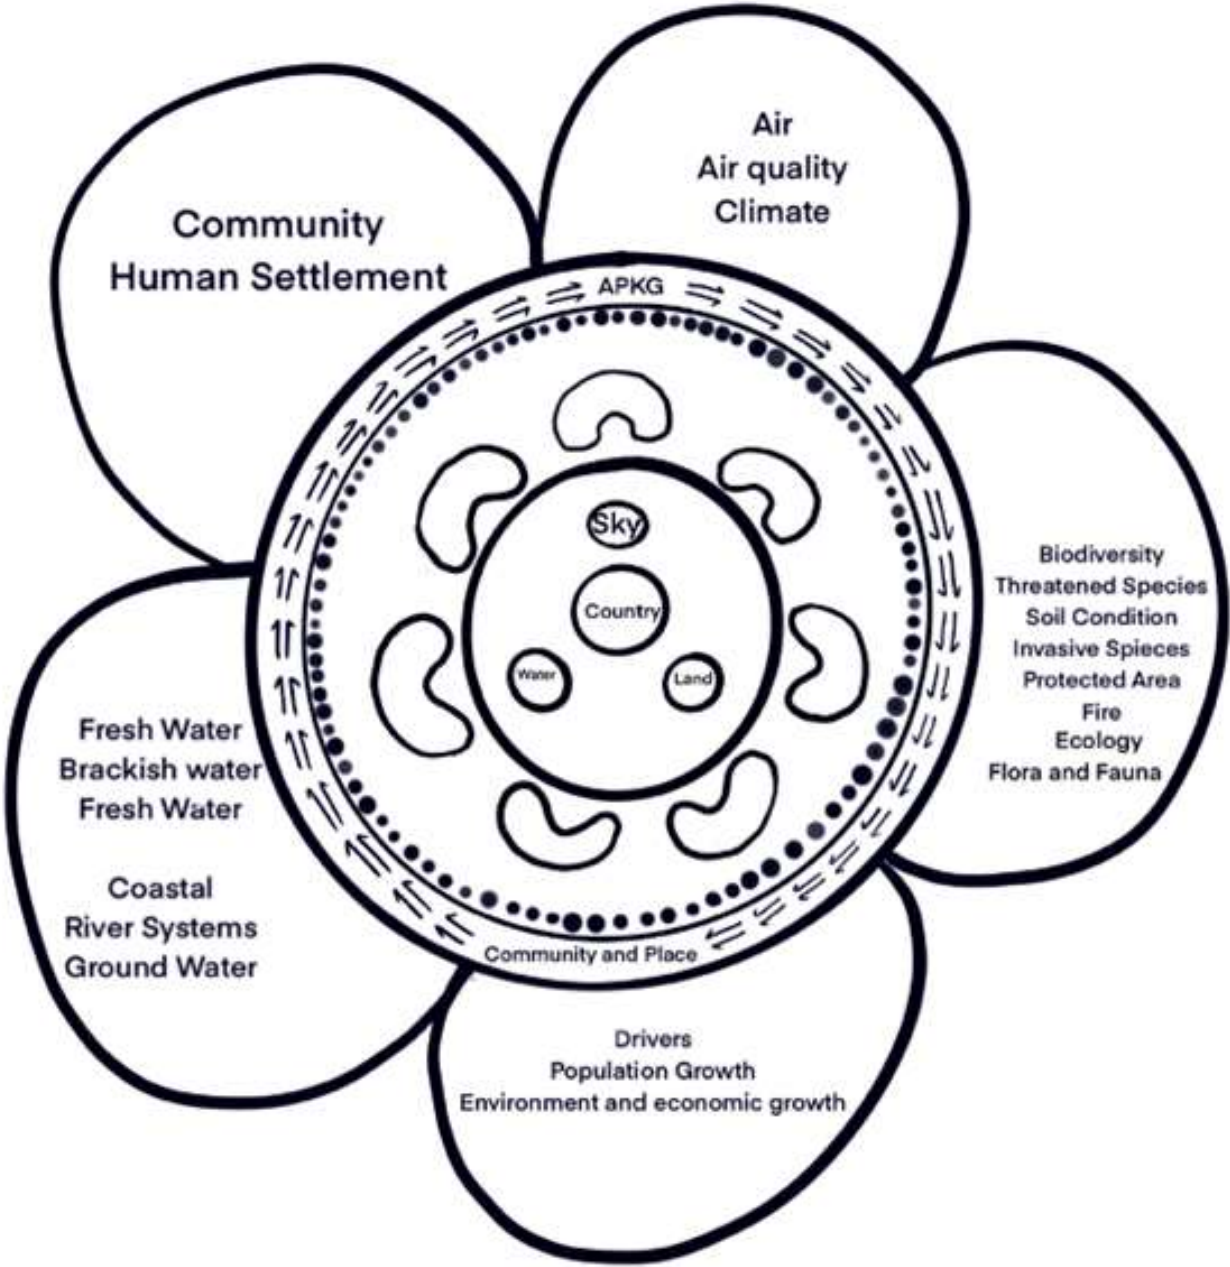 Air
Air quality
Climate
Community
Human Settlement
APKG
Sky
Country
Water
Land
Biodiversity
Threatened Species
Soil Condition
Invasive Spieces
Protected Area
Fire
Ecology
Flora and Fauna
Fresh Water
Brackish water
Fresh Water
Coastal
River Systems
Ground Water
Community and Place
Drivers
Population Growth
Environment and economic growth